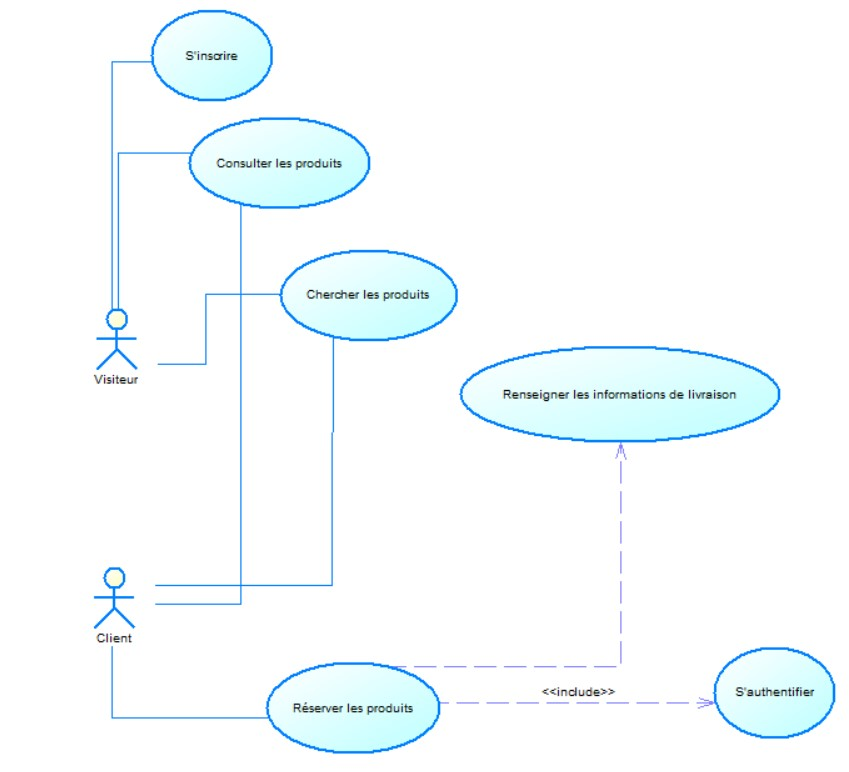 S'inscrire
Consulter les produits
Chercher les produits
Visiteur
Renseigner les informations de livraison
Client
Réserver les produits
<<include>>
S'authentifier